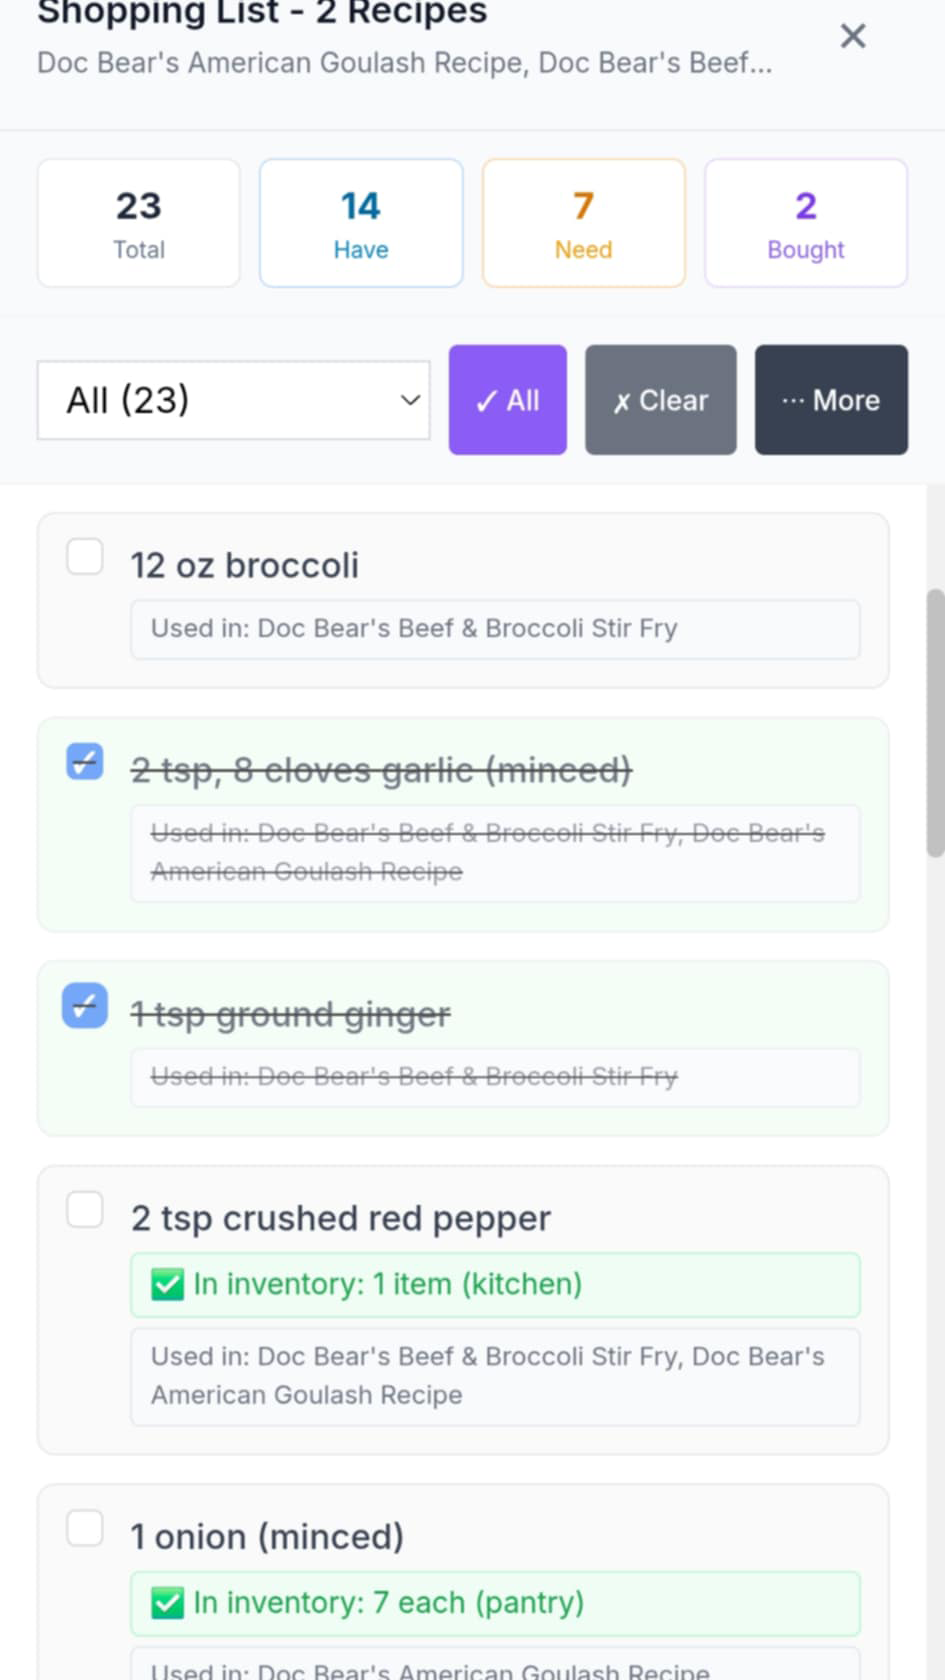 Shopping List - 2 Recipes
Doc Bear's American Goulash Recipe, Doc Bear's Beef...
✕
23
Total
14
Have
7
Need
2
Bought
All (23)
✓ All
✗ Clear
··· More
12 oz broccoli
Used in: Doc Bear's Beef & Broccoli Stir Fry
2 tsp, 8 cloves garlic (minced)
Used in: Doc Bear's Beef & Broccoli Stir Fry, Doc Bear's
American Goulash Recipe
1 tsp ground ginger
Used in: Doc Bear's Beef & Broccoli Stir Fry
2 tsp crushed red pepper
✅ In inventory: 1 item (kitchen)
Used in: Doc Bear's Beef & Broccoli Stir Fry, Doc Bear's
American Goulash Recipe
1 onion (minced)
✅ In inventory: 7 each (pantry)
Used in: Doc Bear's American Goulash Recipe